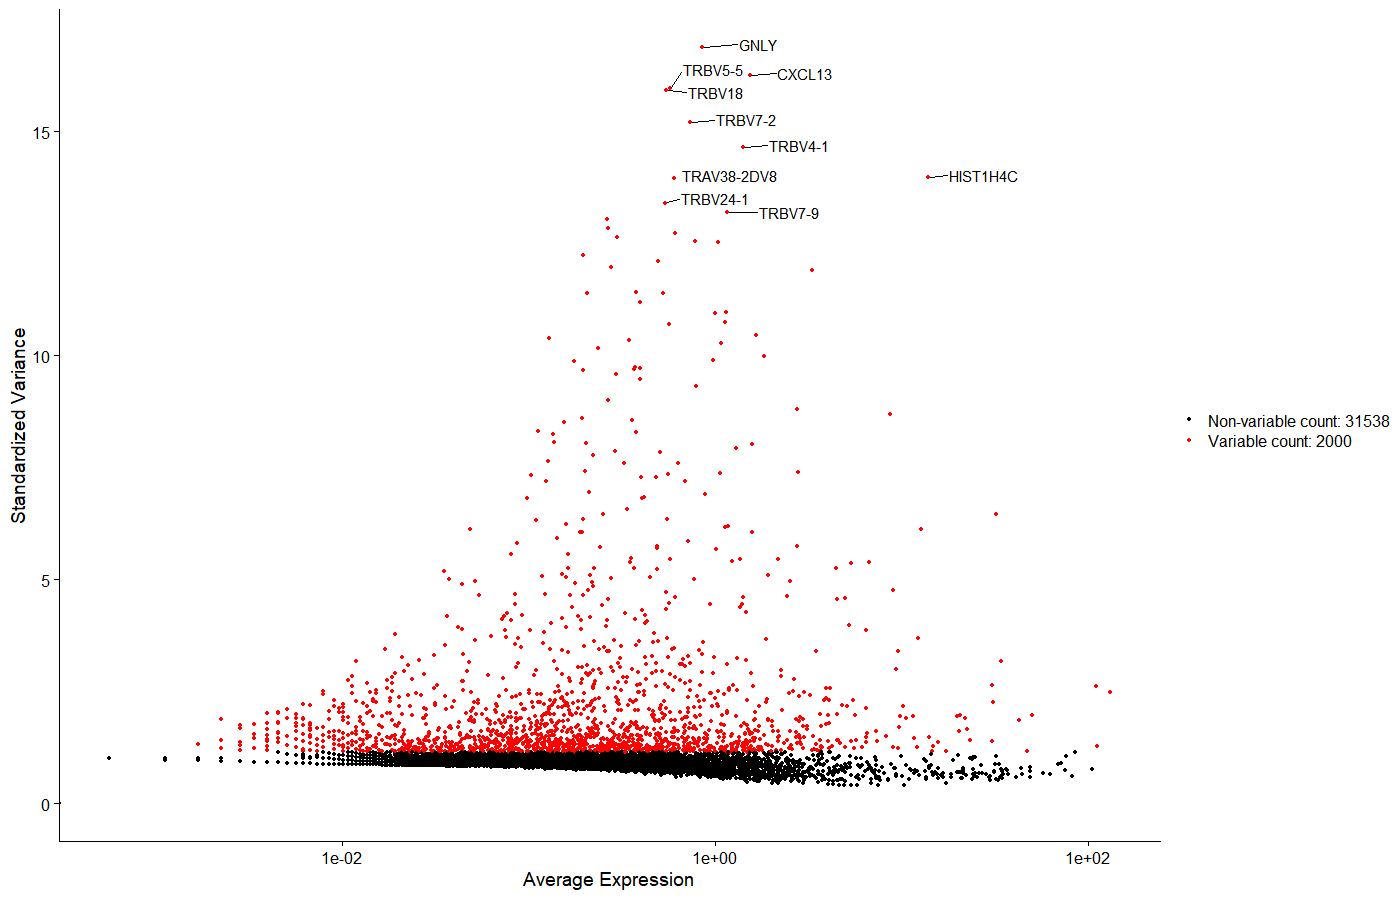 GNLY
TRBV5-5
CXCL13
TRBV18
TRBV7-2
TRBV4-1
TRAV38-2DV8
HIST1H4C
TRBV24-1
TRBV7-9
15
10
5
0
Standardized Variance
Non-variable count: 31538
Variable count: 2000
1e-02
1e+00
1e+02
Average Expression